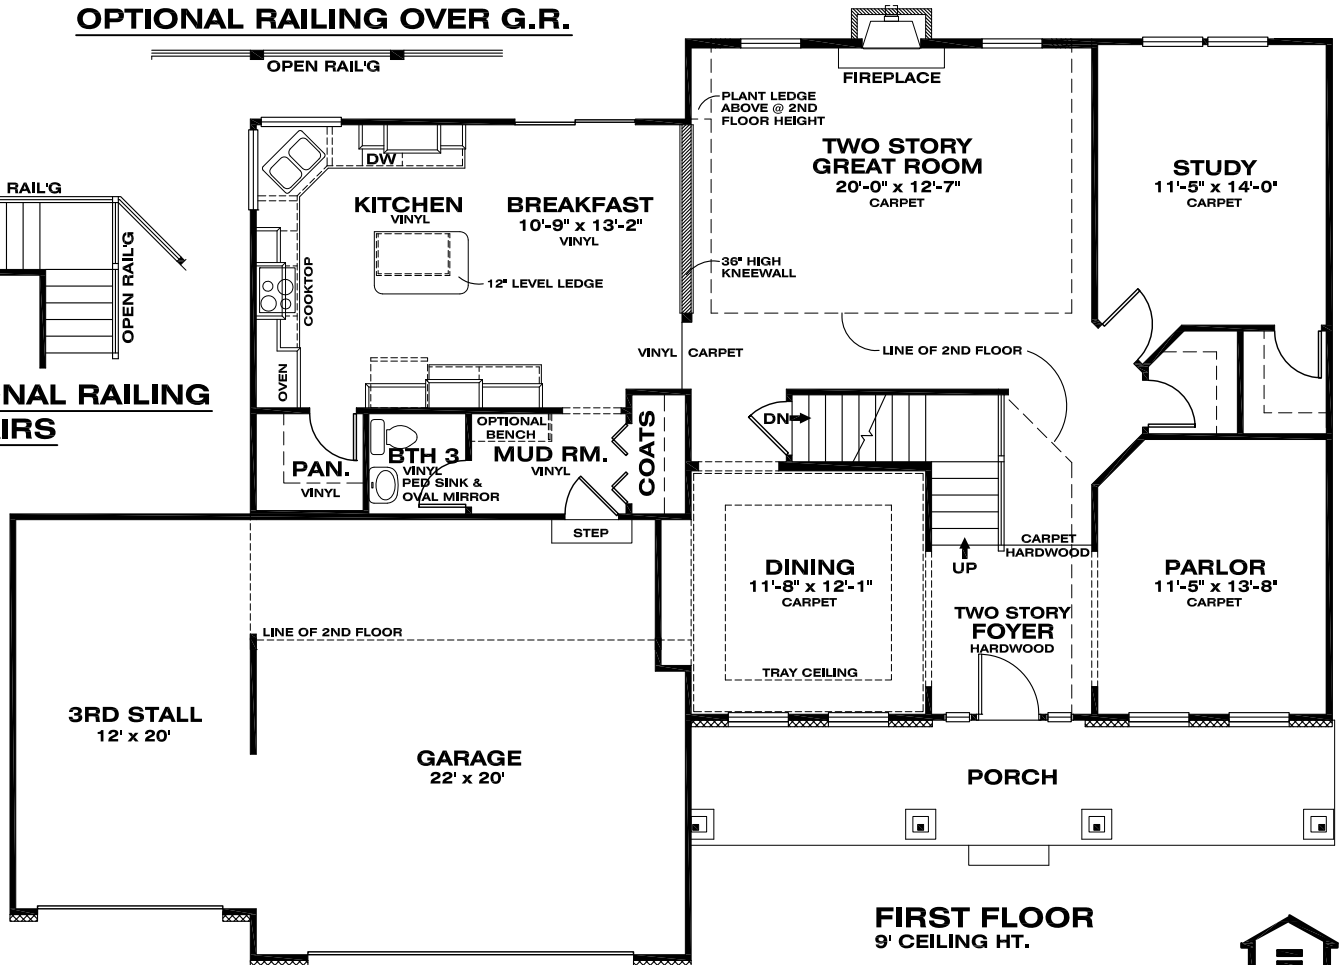 OPTIONAL RAILING OVER G.R.
OPEN RAIL'G
RAIL'G
OPEN RAIL'G
NAL RAILING
IRS
FIREPLACE
PLANT LEDGE
ABOVE @ 2ND
FLOOR HEIGHT
TWO STORY
GREAT ROOM
20'-0" x 12'-7"
CARPET
STUDY
11'-5" x 14'-0"
CARPET
DW
KITCHEN
VINYL
BREAKFAST
10'-9" x 13'-2"
VINYL
36" HIGH
KNEEWALL
12" LEVEL LEDGE
COOKTOP
OVEN
VINYL
CARPET
LINE OF 2ND FLOOR
DN
OPTIONAL
BENCH
COATS
PAN.
VINYL
BTH 3
VINYL
PED SINK &
OVAL MIRROR
MUD RM.
VINYL
STEP
CARPET
HARDWOOD
UP
DINING
11'-8" x 12'-1"
CARPET
TRAY CEILING
TWO STORY
FOYER
HARDWOOD
PARLOR
11'-5" x 13'-8"
CARPET
LINE OF 2ND FLOOR
3RD STALL
12' x 20'
GARAGE
22' x 20'
PORCH
FIRST FLOOR
9' CEILING HT.